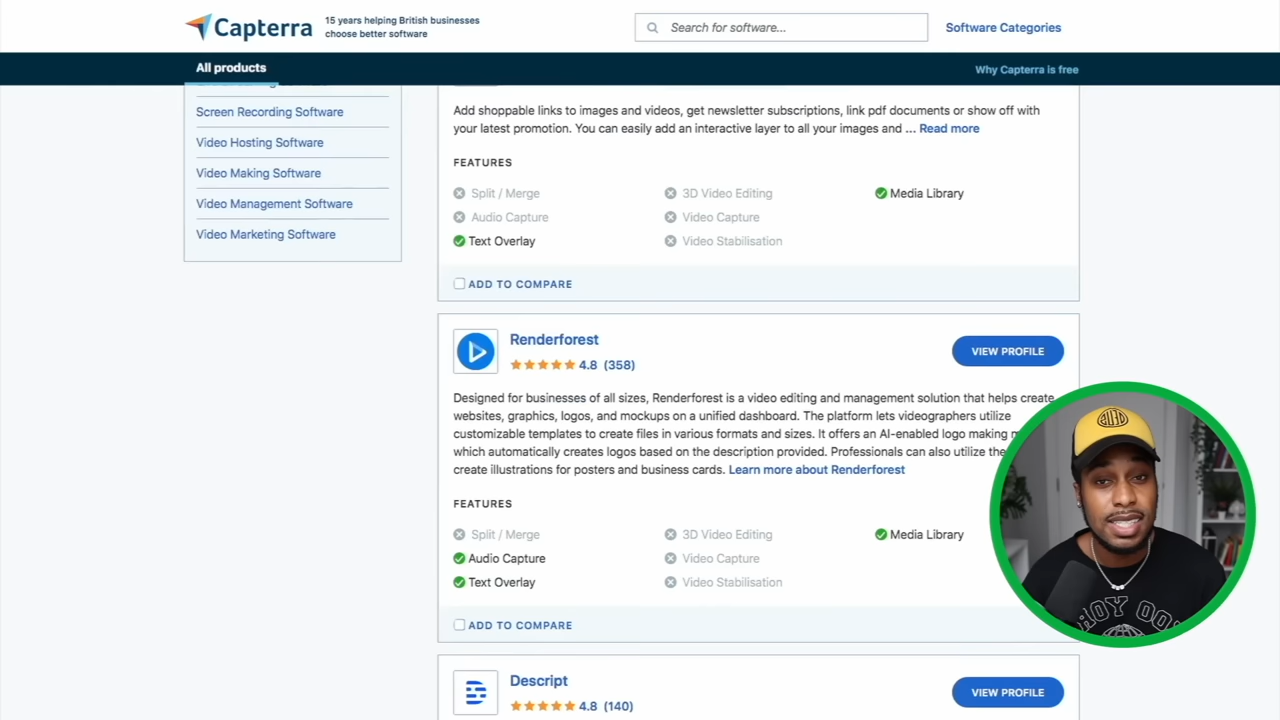 Capterra
15 years helping British businesses
choose better software
Search for software...
Software Categories
All products
Why Capterra is free
Screen Recording Software
Video Hosting Software
Video Making Software
Video Management Software
Video Marketing Software
Add shoppable links to images and videos, get newsletter subscriptions, link pdf documents or show off with
your latest promotion. You can easily add an interactive layer to all your images and ... Read more
FEATURES
Split / Merge
3D Video Editing
Media Library
Audio Capture
Video Capture
Text Overlay
Video Stabilisation
ADD TO COMPARE
Renderforest
4.8 (358)
VIEW PROFILE
Designed for businesses of all sizes, Renderforest is a video editing and management solution that helps create
websites, graphics, logos, and mockups on a unified dashboard. The platform lets videographers utilize
customizable templates to create files in various formats and sizes. It offers an AI-enabled logo making
which automatically creates logos based on the description provided. Professionals can also utilize the
create illustrations for posters and business cards. Learn more about Renderforest
FEATURES
Split / Merge
3D Video Editing
Media Library
Audio Capture
Video Capture
Text Overlay
Video Stabilisation
ADD TO COMPARE
Descript
4.8 (140)
VIEW PROFILE